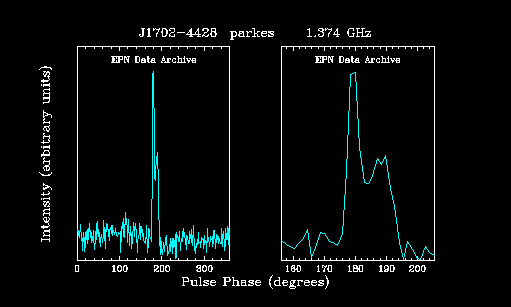 J1702-4428 parkes 1.374 GHz
EPN Data Archive EPN Data Archive
Intensity (arbitrary units)
0 100 200 300 160 170 180 190 200
Pulse Phase (degrees)